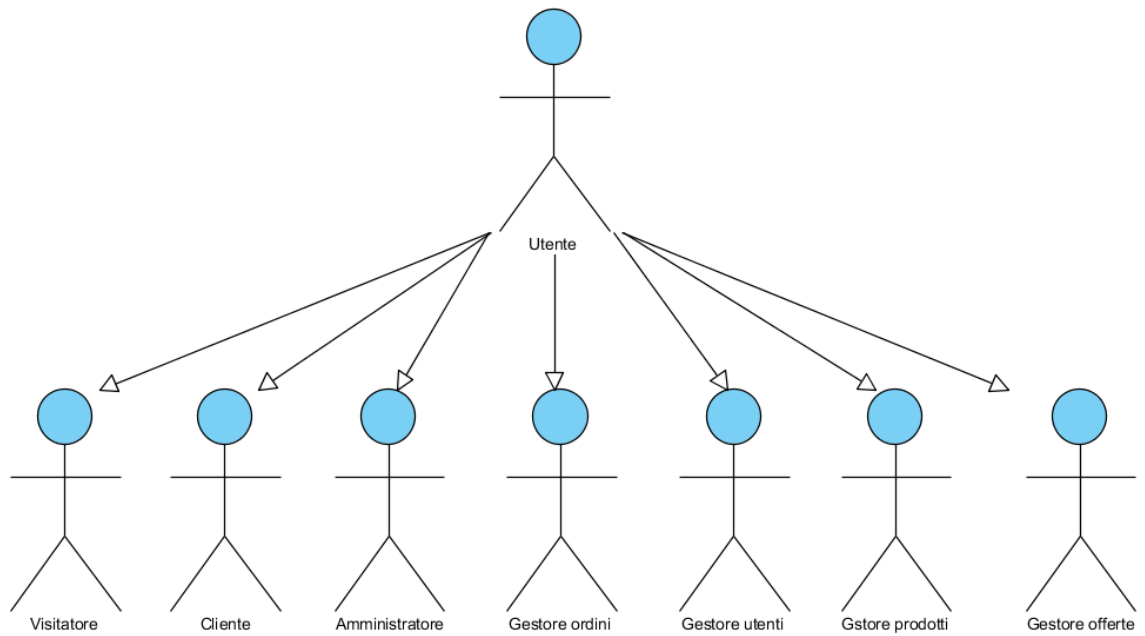 Utente
Visitatore
Cliente
Amministratore
Gestore ordini
Gestore utenti
Gstore prodotti
Gestore offerte